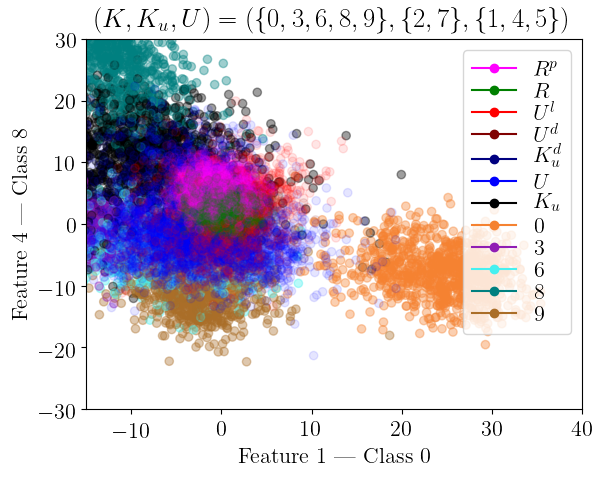 (K, K_u, U) = ({0, 3, 6, 8, 9}, {2, 7}, {1, 4, 5})
Feature 4 — Class 8
30
20
10
0
−10
−20
−30
−10
0
10
20
30
40
Feature 1 — Class 0
R^p
R
U^l
U^d
K_u^d
U
K_u
0
3
6
8
9